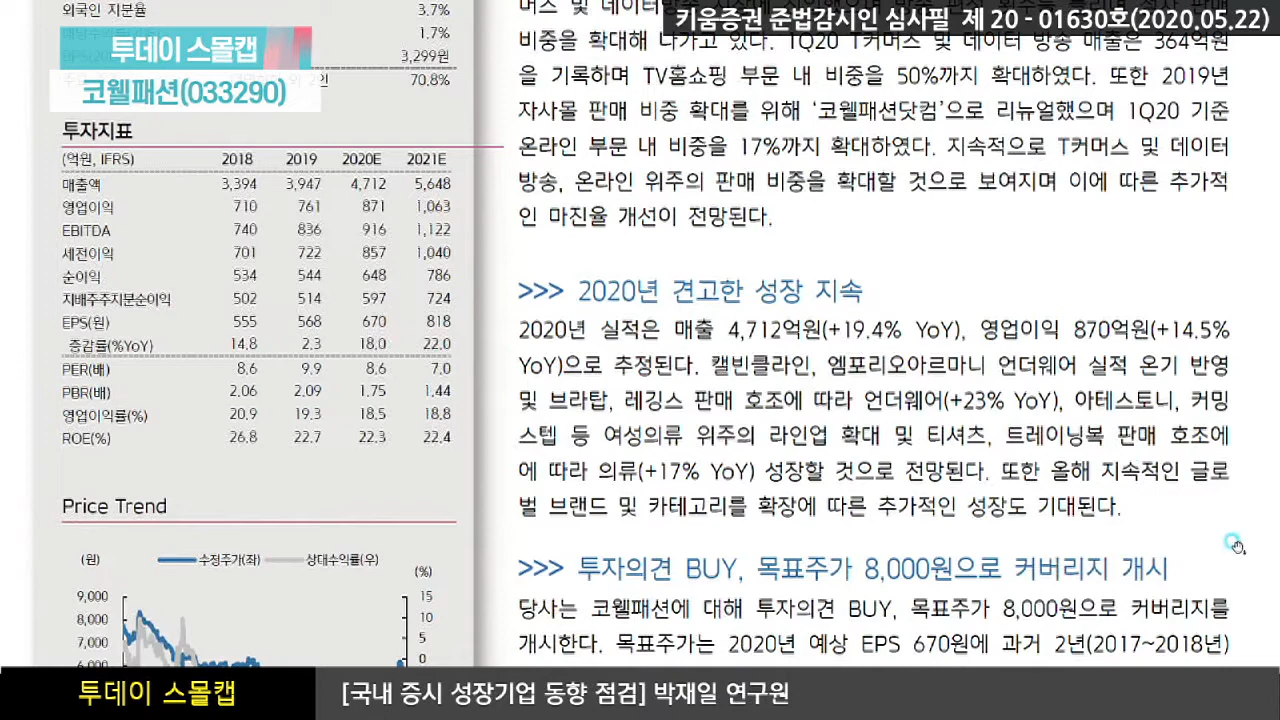 외국인 지분율 3.7%
1.7%
3,299원
70.8%
투데이 스몰캡
코웰패션(033290)
키움증권 준법감시인 심사필 제 20 - 01630호(2020.05.22)
투자지표
(억원, IFRS) 2018 2019 2020E 2021E
매출액 3,394 3,947 4,712 5,648
영업이익 710 761 871 1,063
EBITDA 740 836 916 1,122
세전이익 701 722 857 1,040
순이익 534 544 648 786
지배주주지분순이익 502 514 597 724
EPS(원) 555 568 670 818
증감률(%YoY) 14.8 2.3 18.0 22.0
PER(배) 8.6 9.9 8.6 7.0
PBR(배) 2.06 2.09 1.75 1.44
영업이익률(%) 20.9 19.3 18.5 18.8
ROE(%) 26.8 22.7 22.3 22.4
Price Trend
(원) 수정주가(좌) 상대수익률(우) (%)
9,000 15
8,000 10
7,000 5
6,000 0
머스 및 데이터방송
비중을 확대해 나가고 있다. 1Q20 T커머스 및 데이터 방송 매출은 364억원
을 기록하며 TV홈쇼핑 부문 내 비중을 50%까지 확대하였다. 또한 2019년
자사몰 판매 비중 확대를 위해 ‘코웰패션닷컴’으로 리뉴얼했으며 1Q20 기준
온라인 부문 내 비중을 17%까지 확대하였다. 지속적으로 T커머스 및 데이터
방송, 온라인 위주의 판매 비중을 확대할 것으로 보여지며 이에 따른 추가적
인 마진율 개선이 전망된다.
>>> 2020년 견고한 성장 지속
2020년 실적은 매출 4,712억원(+19.4% YoY), 영업이익 870억원(+14.5%
YoY)으로 추정된다. 캘빈클라인, 엠포리오아르마니 언더웨어 실적 온기 반영
및 브라탑, 레깅스 판매 호조에 따라 언더웨어(+23% YoY), 아테스토니, 커밍
스텝 등 여성의류 위주의 라인업 확대 및 티셔츠, 트레이닝복 판매 호조에
에 따라 의류(+17% YoY) 성장할 것으로 전망된다. 또한 올해 지속적인 글로
벌 브랜드 및 카테고리를 확장에 따른 추가적인 성장도 기대된다.
>>> 투자의견 BUY, 목표주가 8,000원으로 커버리지 개시
당사는 코웰패션에 대해 투자의견 BUY, 목표주가 8,000원으로 커버리지를
개시한다. 목표주가는 2020년 예상 EPS 670원에 과거 2년(2017~2018년)
투데이 스몰캡
[국내 증시 성장기업 동향 점검] 박재일 연구원